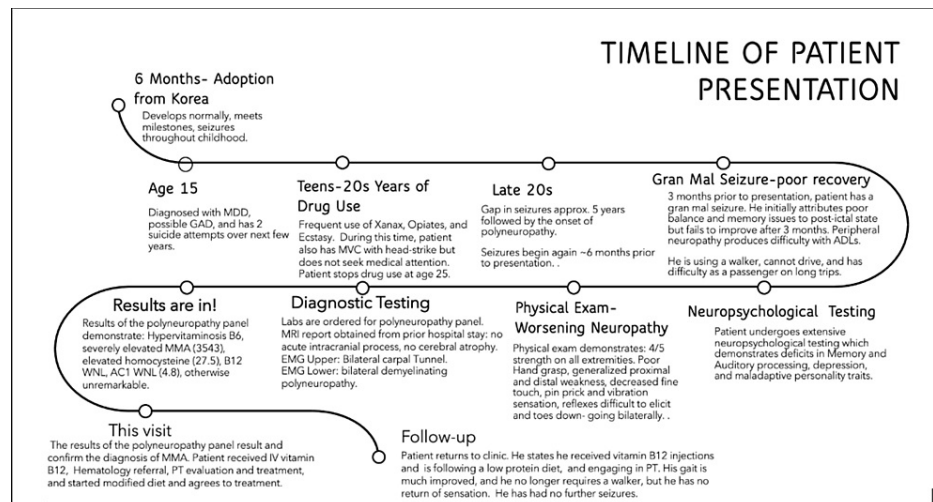 TIMELINE OF PATIENT
PRESENTATION
6 Months- Adoption
from Korea
Develops normally, meets
milestones, seizures
throughout childhood.
Age 15
Diagnosed with MDD,
possible GAD, and has 2
suicide attempts over next few
years.
Teens-20s Years of
Drug Use
Frequent use of Xanax, Opiates, and
Ecstasy. During this time, patient
also has MVC with head-strike but
does not seek medical attention.
Patient stops drug use at age 25.
Late 20s
Gap in seizures approx. 5 years
followed by the onset of
polyneuropathy.
Seizures begin again ~6 months prior
to presentation. .
Gran Mal Seizure-poor recovery
3 months prior to presentation, patient has a
gran mal seizure. He initially attributes poor
balance and memory issues to post-ictal state
but fails to improve after 3 months. Peripheral
neuropathy produces difficulty with ADLs.
He is using a walker, cannot drive, and has
difficulty as a passenger on long trips.
Neuropsychological Testing
Patient undergoes extensive
neuropsychological testing which
demonstrates deficits in Memory and
Auditory processing, depression,
and maladaptive personality traits.
Physical Exam-
Worsening Neuropathy
Physical exam demonstrates: 4/5
strength on all extremities. Poor
Hand grasp, generalized proximal
and distal weakness, decreased fine
touch, pin prick and vibration
sensation, reflexes difficult to elicit
and toes down- going bilaterally. .
Diagnostic Testing
Labs are ordered for polyneuropathy panel.
MRI report obtained from prior hospital stay: no
acute intracranial process, no cerebral atrophy.
EMG Upper: Bilateral carpal Tunnel.
EMG Lower: bilateral demyelinating
polyneuropathy.
Results are in!
Results of the polyneuropathy panel
demonstrate: Hypervitaminosis B6,
severely elevated MMA (3543),
elevated homocysteine (27.5), B12
WNL, AC1 WNL (4.8), otherwise
unremarkable.
This visit
The results of the polyneuropathy panel result and
confirm the diagnosis of MMA. Patient received IV vitamin
B12, Hematology referral, PT evaluation and treatment,
and started modified diet and agrees to treatment.
Follow-up
Patient returns to clinic. He states he received vitamin B12 injections
and is following a low protein diet, and engaging in PT. His gait is
much improved, and he no longer requires a walker, but he has no
return of sensation. He has had no further seizures.